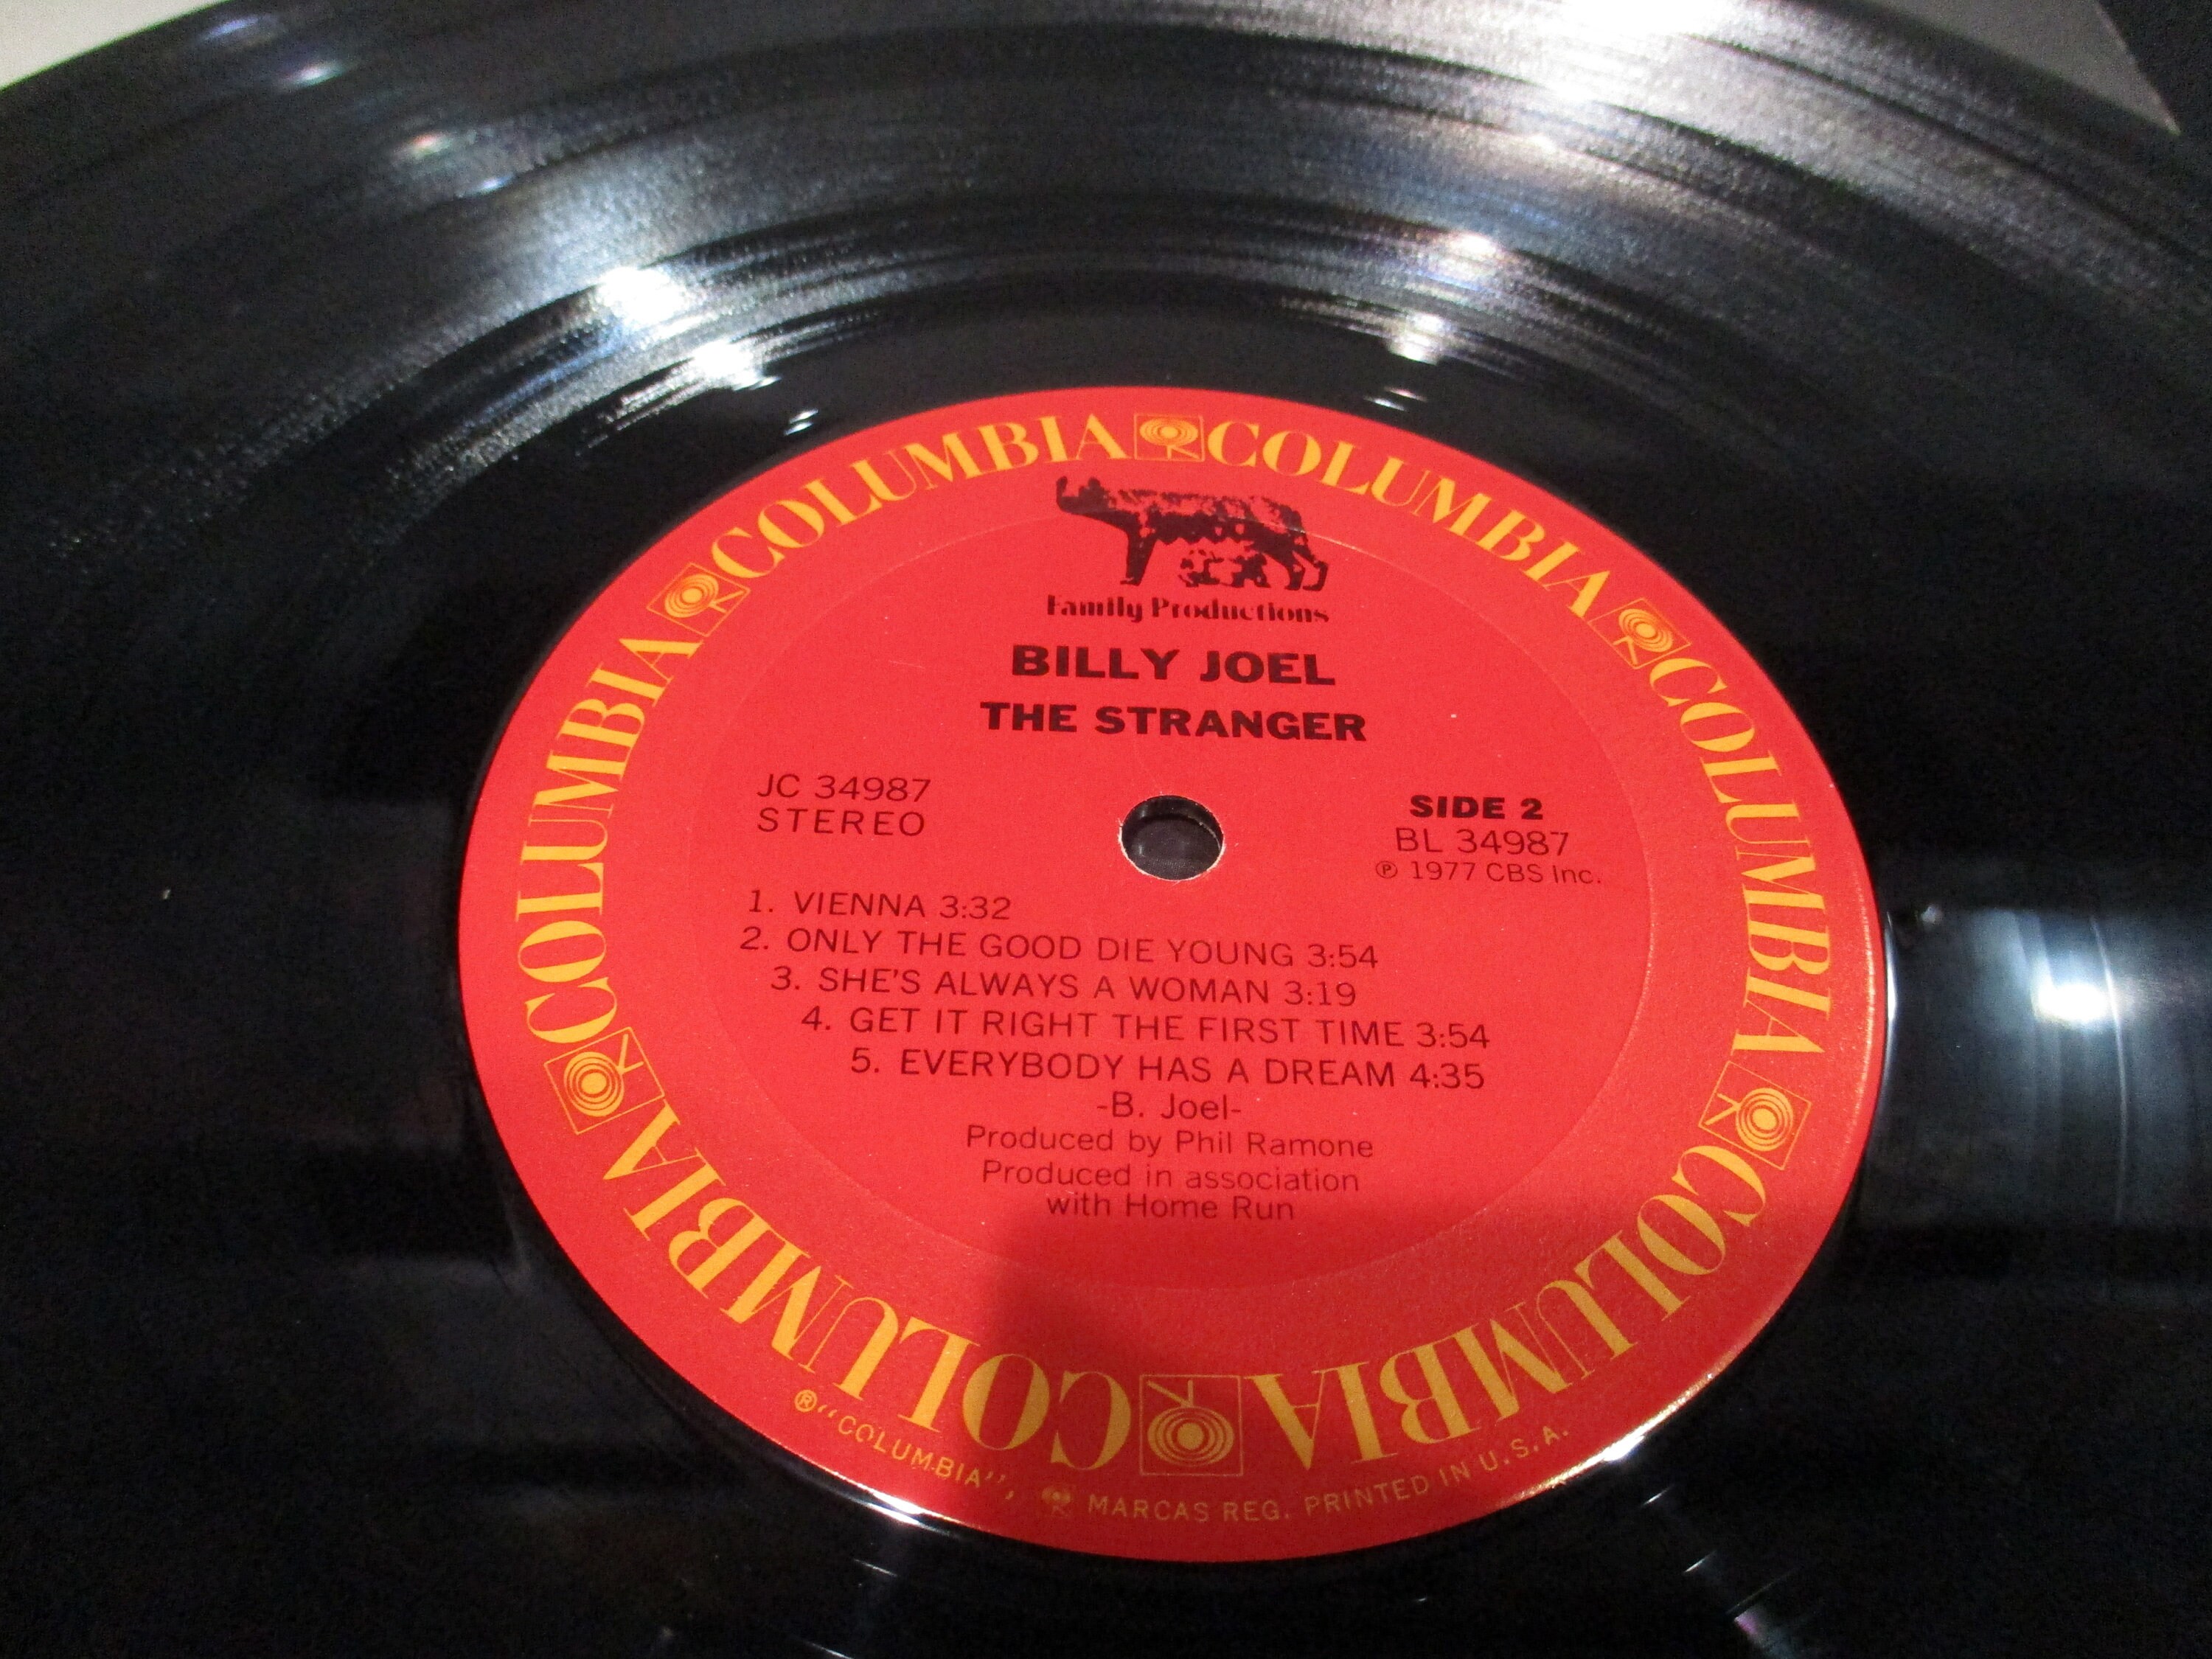 COLUMBIA COLUMBIA COLUMBIA COLUMBIA COLUMBIA COLUMBIA
Family Productions
BILLY JOEL
THE STRANGER
JC 34987
STEREO
SIDE 2
BL 34987
℗ 1977 CBS Inc.
1. VIENNA 3:32
2. ONLY THE GOOD DIE YOUNG 3:54
3. SHE'S ALWAYS A WOMAN 3:19
4. GET IT RIGHT THE FIRST TIME 3:54
5. EVERYBODY HAS A DREAM 4:35
-B. Joel-
Produced by Phil Ramone
Produced in association
with Home Run
® "COLUMBIA", MARCAS REG. PRINTED IN U.S.A.